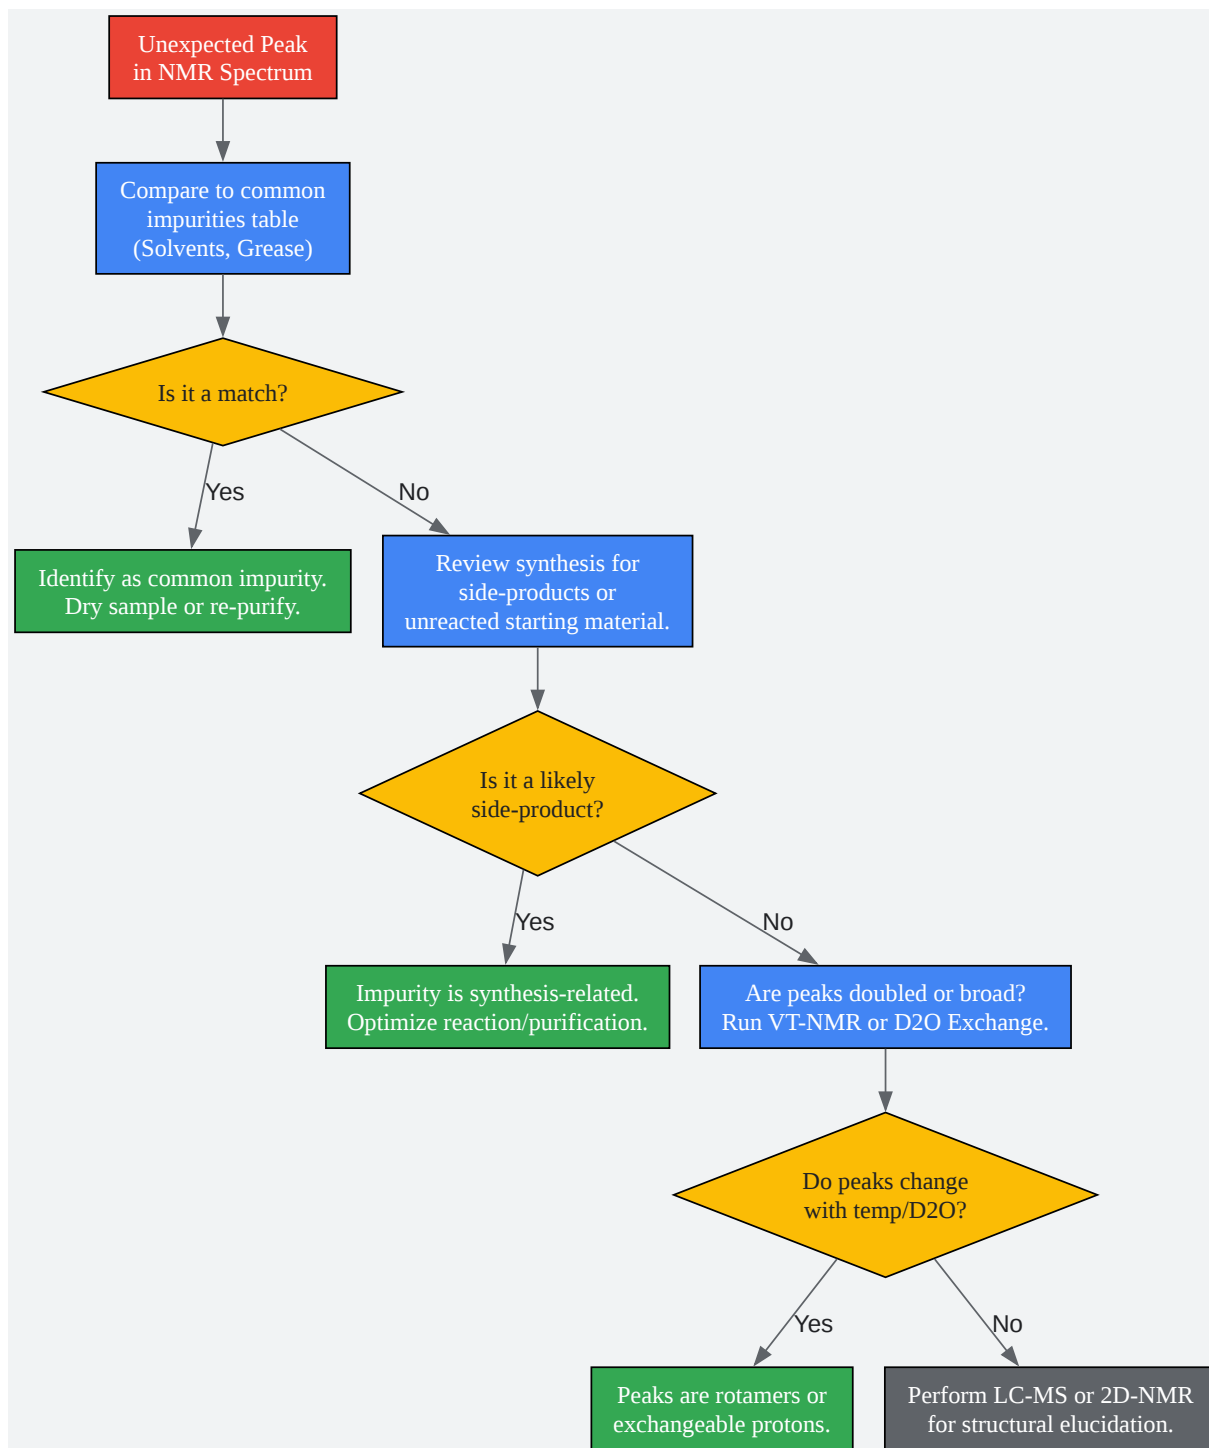 Unexpected Peak
in NMR Spectrum
Compare to common
impurities table
(Solvents, Grease)
Is it a match?
Yes
No
Identify as common impurity.
Dry sample or re-purify.
Review synthesis for
side-products or
unreacted starting material.
Is it a likely
side-product?
Yes
No
Impurity is synthesis-related.
Optimize reaction/purification.
Are peaks doubled or broad?
Run VT-NMR or D2O Exchange.
Do peaks change
with temp/D2O?
Yes
No
Peaks are rotamers or
exchangeable protons.
Perform LC-MS or 2D-NMR
for structural elucidation.